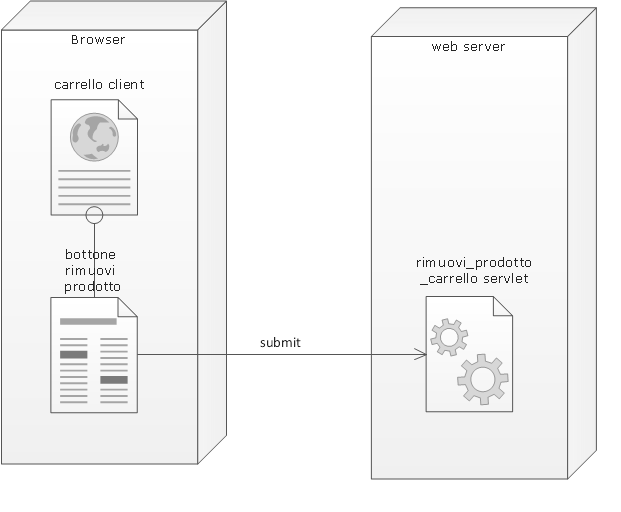 Browser
web server
carrello client
bottone
rimuovi
prodotto
rimuovi_prodotto
_carrello servlet
submit